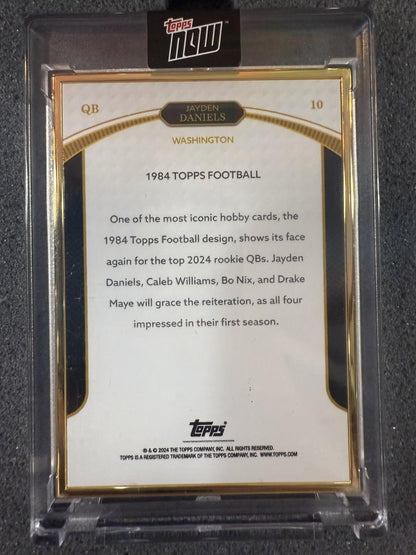 TOPPS
NOW
QB
JAYDEN
DANIELS
10
WASHINGTON
1984 TOPPS FOOTBALL
One of the most iconic hobby cards, the
1984 Topps Football design, shows its face
again for the top 2024 rookie QBs. Jayden
Daniels, Caleb Williams, Bo Nix, and Drake
Maye will grace the reiteration, as all four
impressed in their first season.
topps
® & © 2024 THE TOPPS COMPANY, INC. ALL RIGHTS RESERVED.
TOPPS IS A REGISTERED TRADEMARK OF THE TOPPS COMPANY, INC. WWW.TOPPS.COM